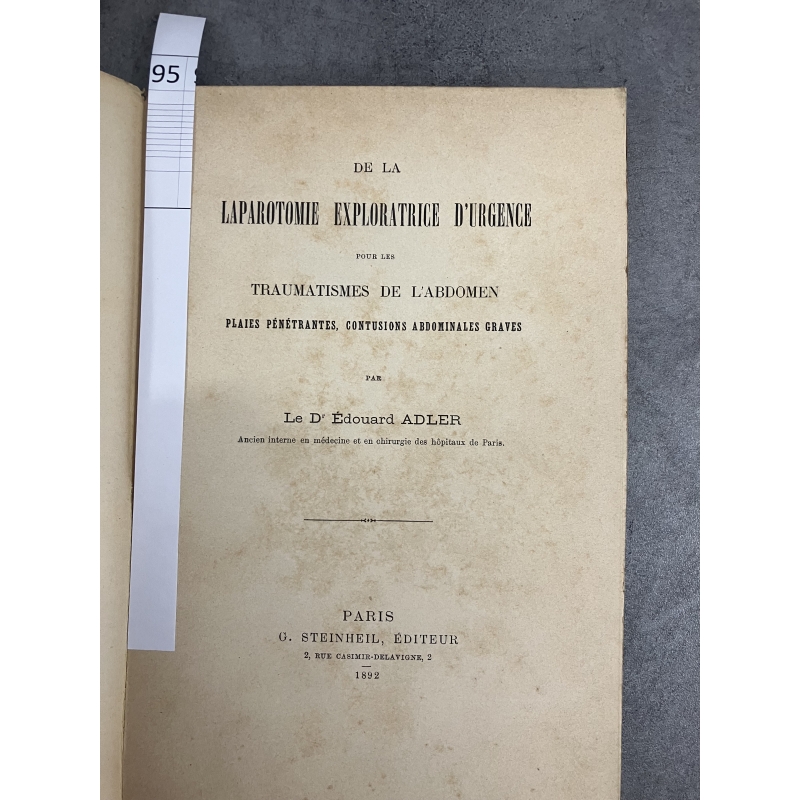 95
DE LA
LAPAROTOMIE EXPLORATRICE D'URGENCE
POUR LES
TRAUMATISMES DE L'ABDOMEN
PLAIES PÉNÉTRANTES, CONTUSIONS ABDOMINALES GRAVES
PAR
Le Dr Édouard ADLER
Ancien interne en médecine et en chirurgie des hôpitaux de Paris.
PARIS
G. STEINHEIL, ÉDITEUR
2, RUE CASIMIR-DELAVIGNE, 2
1892